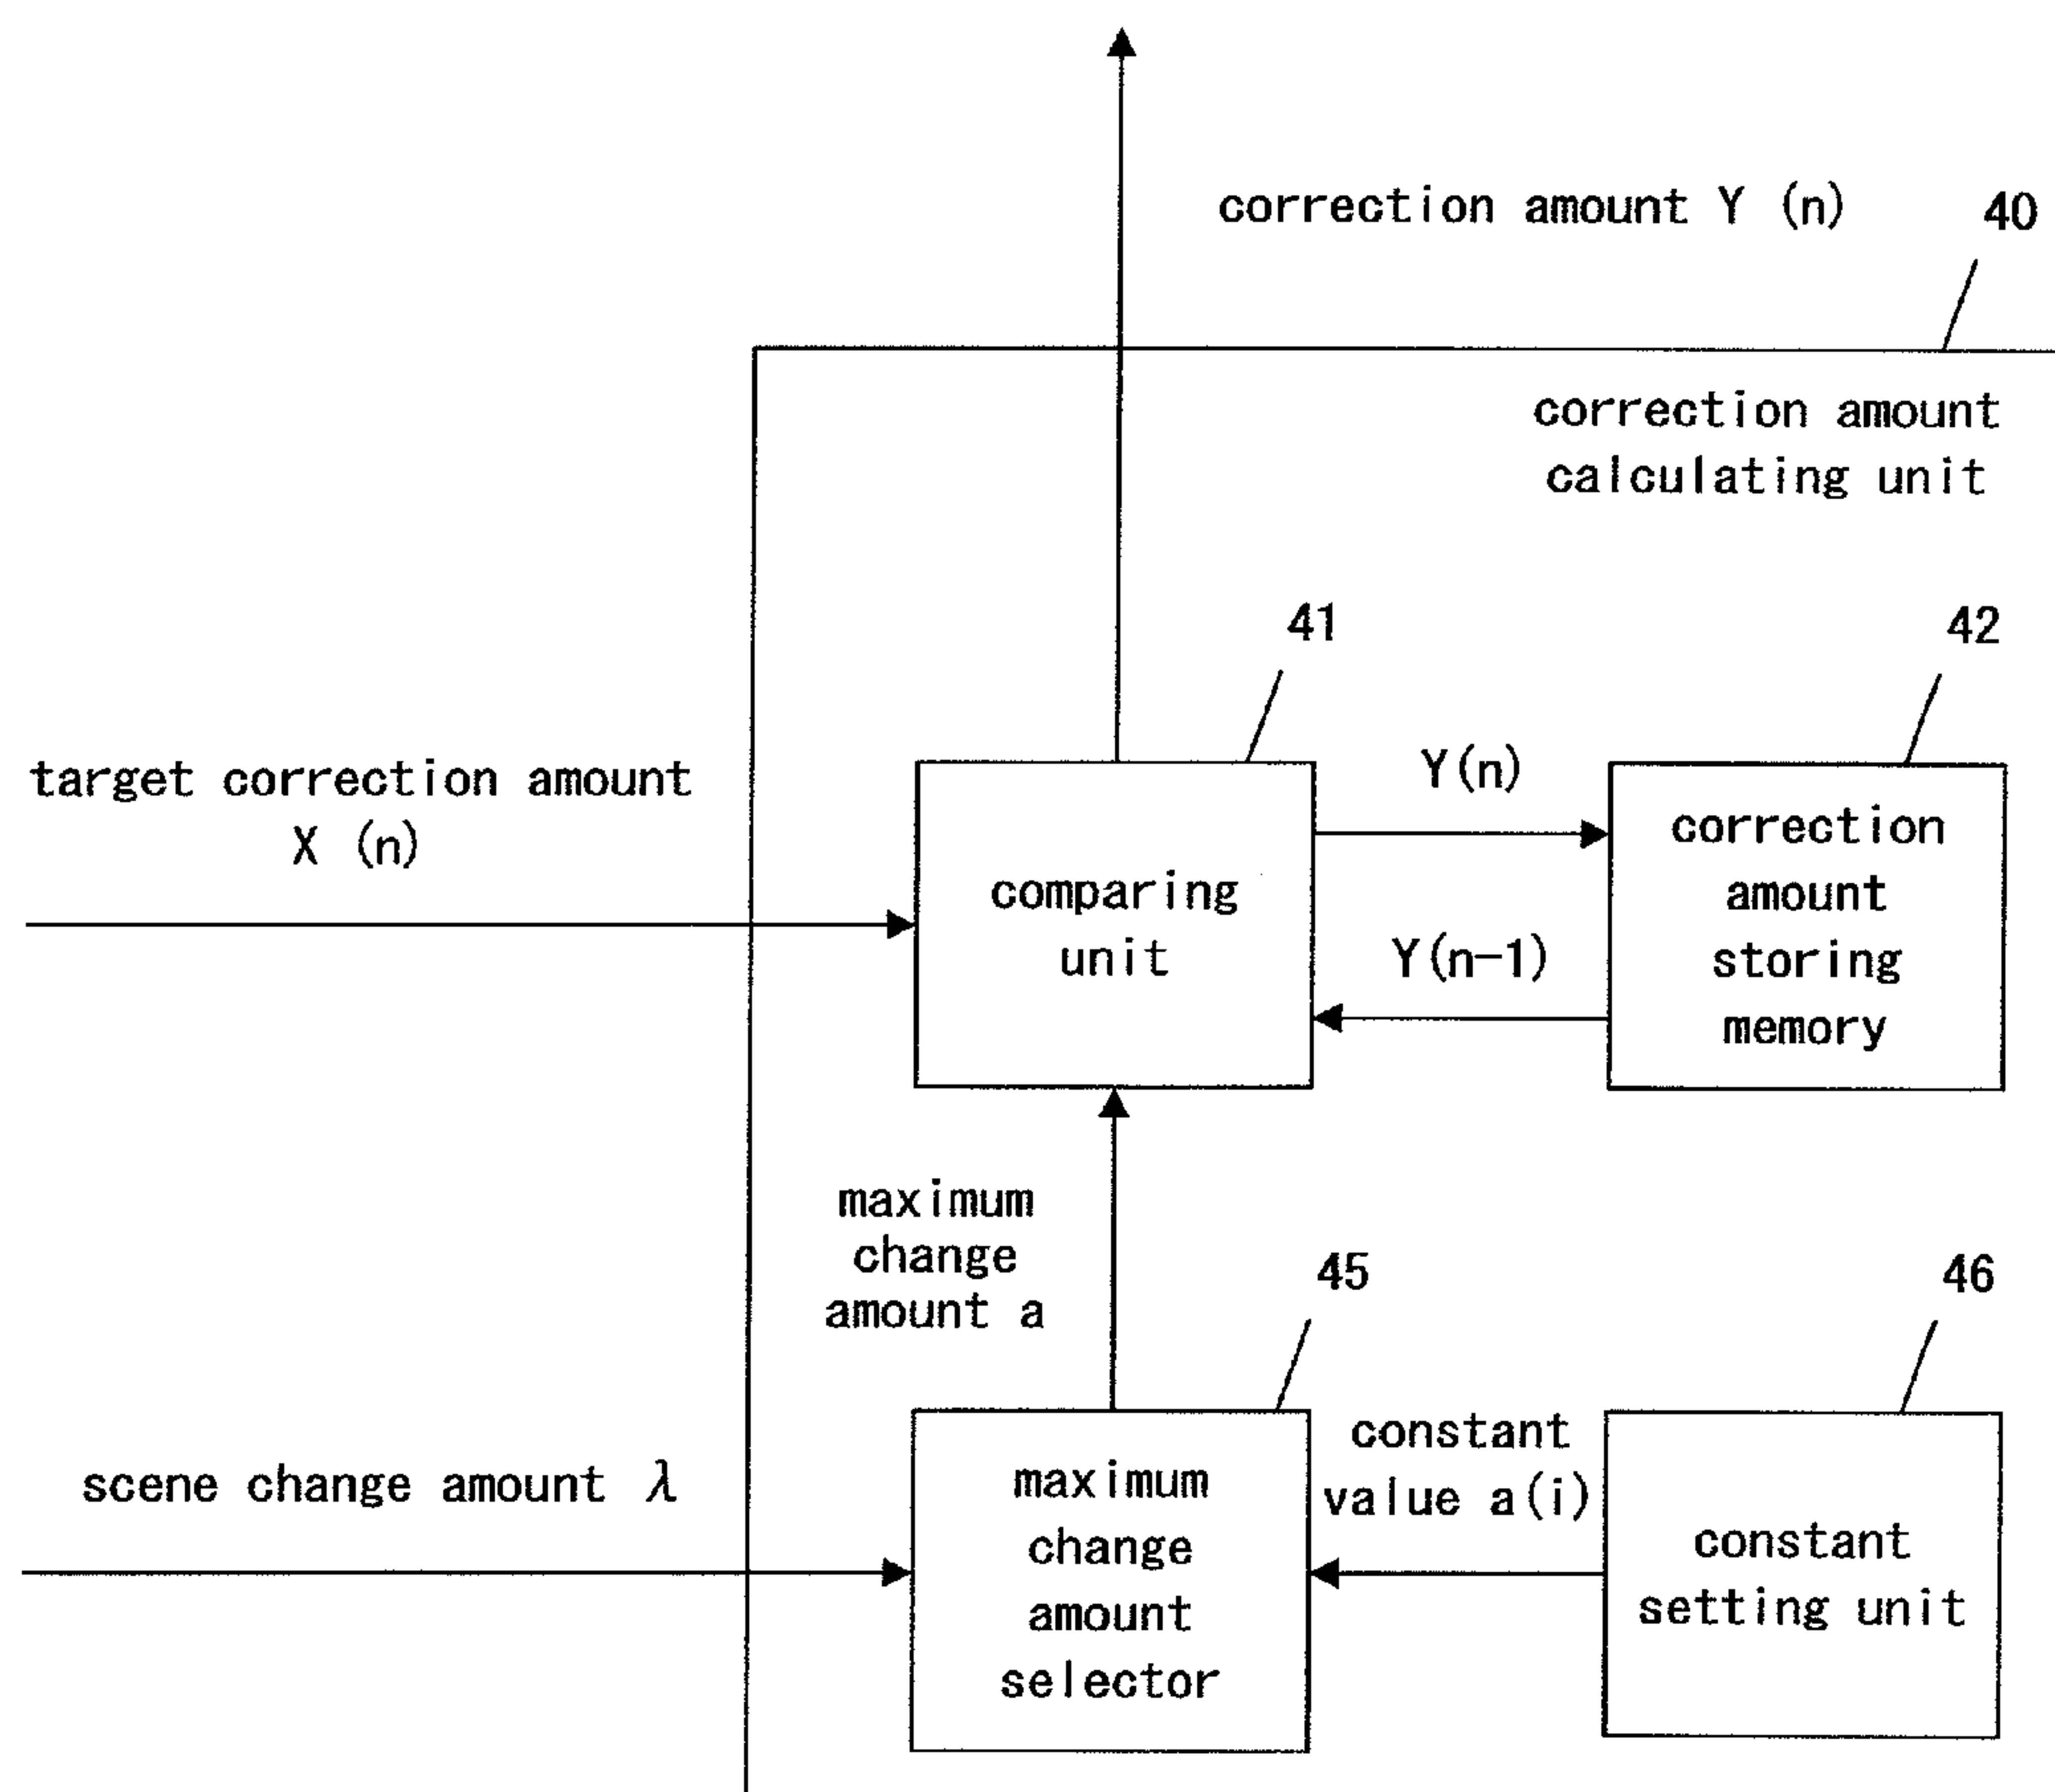 correction amount Y (n)
40
correction amount
calculating unit
41
42
target correction amount
X (n)
Y(n)
Y(n-1)
comparing
unit
correction
amount
storing
memory
maximum
change
amount a
45
46
scene change amount λ
constant
value a(i)
maximum
change
amount
selector
constant
setting unit